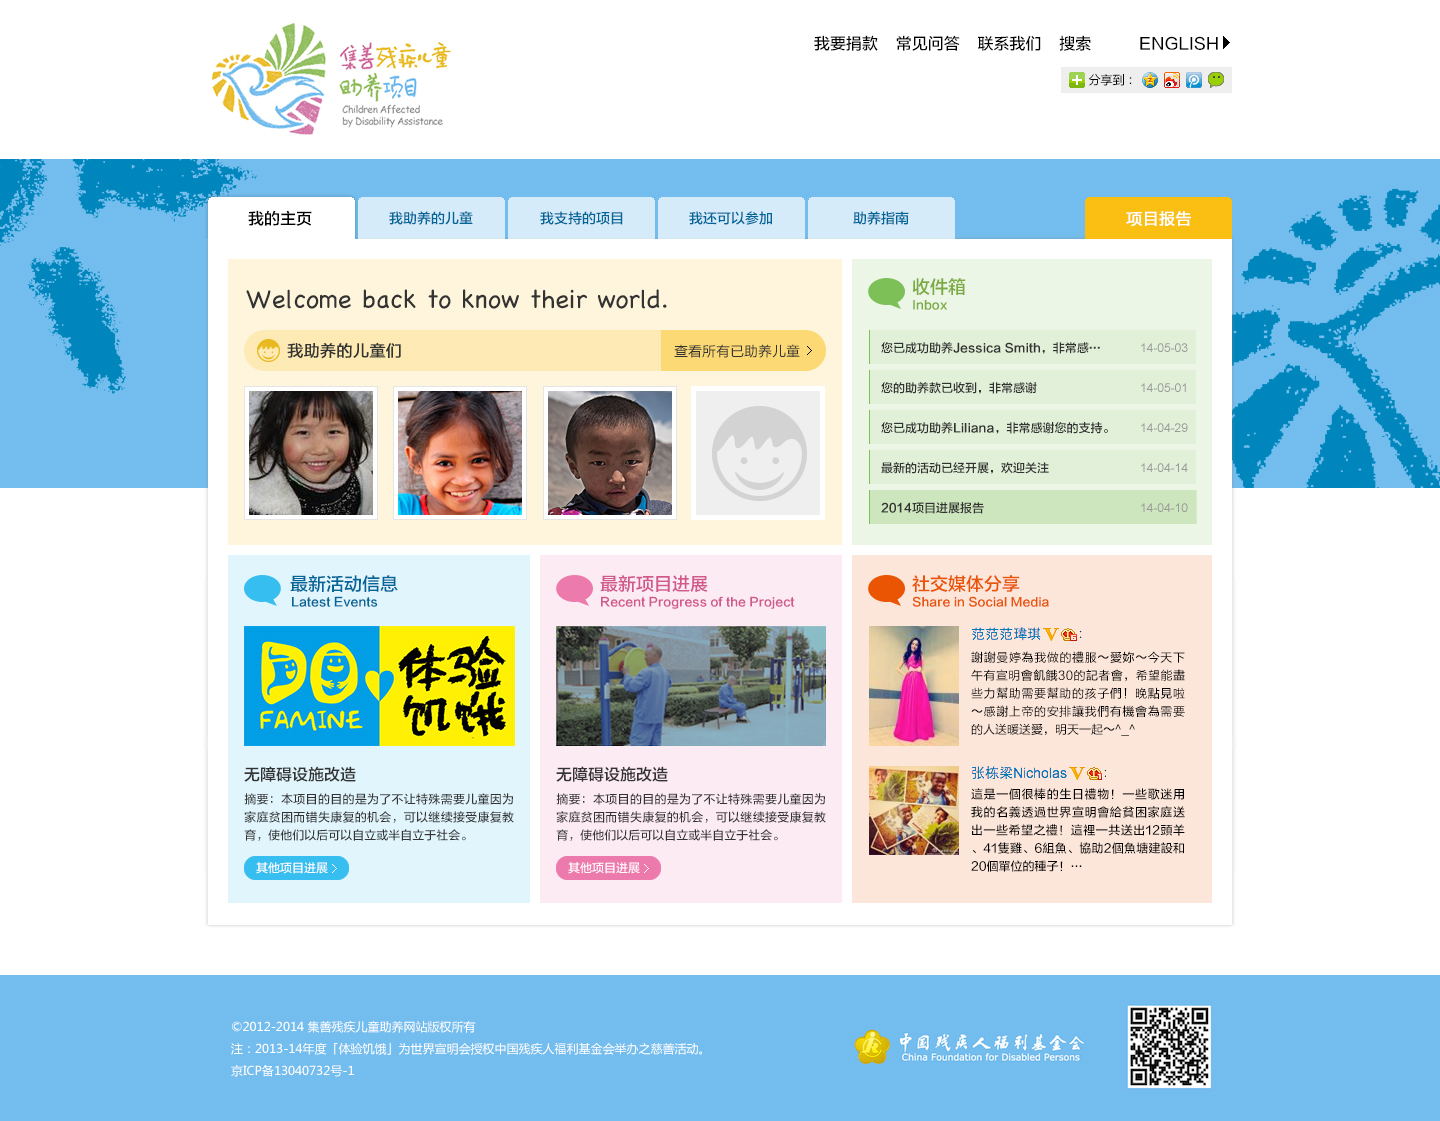 集善残疾儿童
助养项目
Children Affected
by Disability Assistance
我要捐款 常见问答 联系我们 搜索 ENGLISH
分享到：
我的主页 我助养的儿童 我支持的项目 我还可以参加 助养指南 项目报告
Welcome back to know their world.
我助养的儿童们 查看所有已助养儿童 >
收件箱
Inbox
您已成功助养Jessica Smith，非常感… 14-05-03
您的助养款已收到，非常感谢 14-05-01
您已成功助养Liliana，非常感谢您的支持。 14-04-29
最新的活动已经开展，欢迎关注 14-04-14
2014项目进展报告 14-04-10
最新活动信息
Latest Events
DO
FAMINE
体验
饥饿
无障碍设施改造
摘要：本项目的目的是为了不让特殊需要儿童因为
家庭贫困而错失康复的机会，可以继续接受康复教
育，使他们以后可以自立或半自立于社会。
其他项目进展 >
最新项目进展
Recent Progress of the Project
无障碍设施改造
摘要：本项目的目的是为了不让特殊需要儿童因为
家庭贫困而错失康复的机会，可以继续接受康复教
育，使他们以后可以自立或半自立于社会。
其他项目进展 >
社交媒体分享
Share in Social Media
范范范瑋琪V:
謝謝曼婷為我做的禮服～愛妳～今天下
午有宣明會飢餓30的記者會，希望能盡
些力幫助需要幫助的孩子們！晚點見啦
～感謝上帝的安排讓我們有機會為需要
的人送暖送愛，明天一起～^_^
张栋梁Nicholas V:
這是一個很棒的生日禮物！一些歌迷用
我的名義透過世界宣明會給貧困家庭送
出一些希望之禮！這裡一共送出12頭羊
、41隻雞、6組魚、協助2個魚塘建設和
20個單位的種子！…
©2012-2014 集善残疾儿童助养网站版权所有
注：2013-14年度「体验饥饿」为世界宣明会授权中国残疾人福利基金会举办之慈善活动。
京ICP备13040732号-1
中国残疾人福利基金会
China Foundation for Disabled Persons